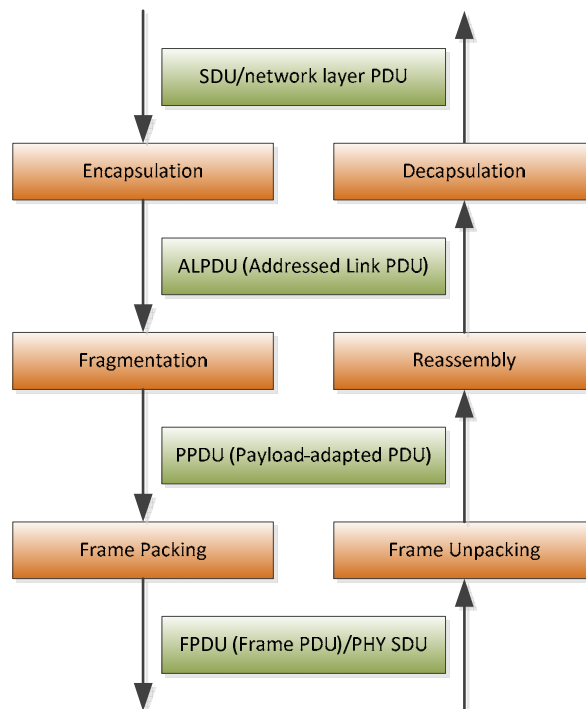 SDU/network layer PDU
Encapsulation
Decapsulation
ALPDU (Addressed Link PDU)
Fragmentation
Reassembly
PPDU (Payload-adapted PDU)
Frame Packing
Frame Unpacking
FPDU (Frame PDU)/PHY SDU